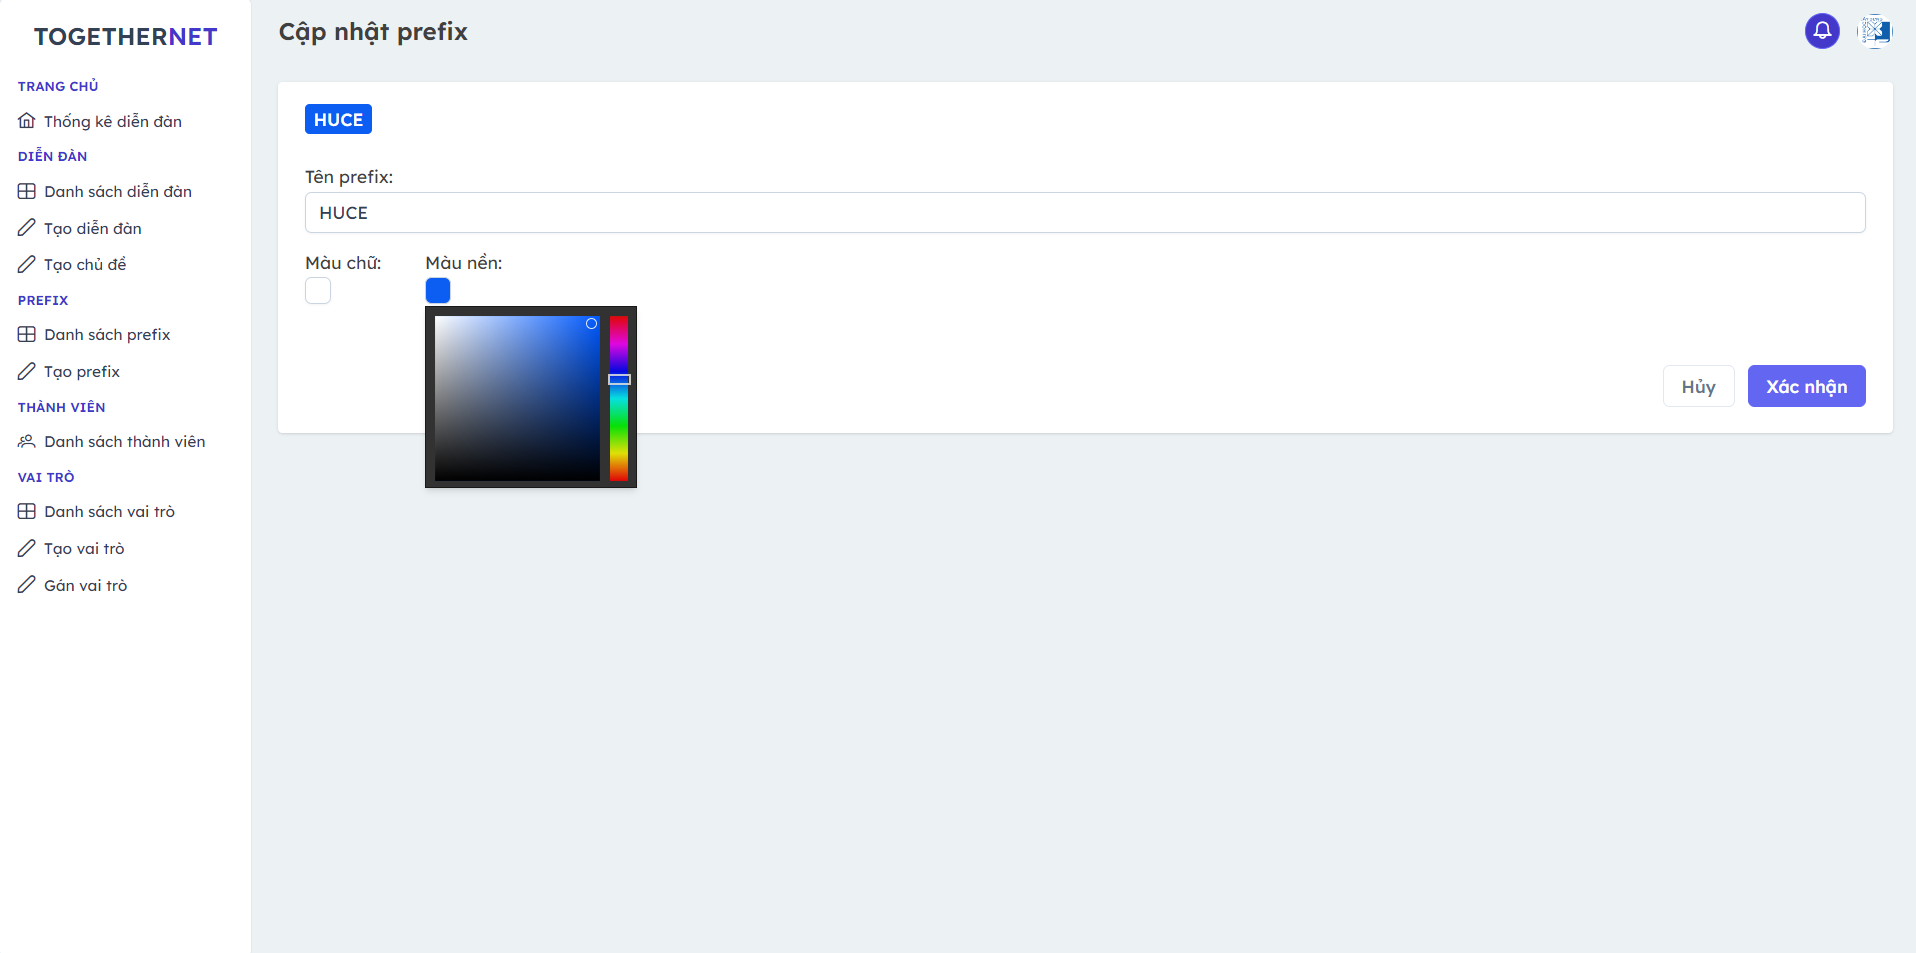 TOGETHERNET
TRANG CHỦ
Thống kê diễn đàn
DIỄN ĐÀN
Danh sách diễn đàn
Tạo diễn đàn
Tạo chủ đề
PREFIX
Danh sách prefix
Tạo prefix
THÀNH VIÊN
Danh sách thành viên
VAI TRÒ
Danh sách vai trò
Tạo vai trò
Gán vai trò
Cập nhật prefix
HUCE
Tên prefix:
HUCE
Màu chữ: Màu nền:
Hủy Xác nhận